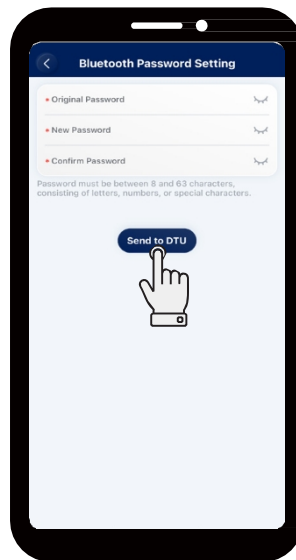 Bluetooth Password Setting
• Original Password
• New Password
• Confirm Password
Password must be between 8 and 63 characters,
consisting of letters, numbers, or special characters.
Send to DTU